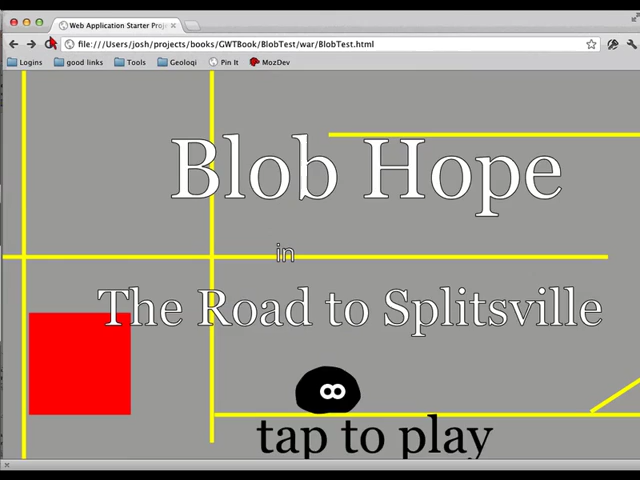 Web Application Starter Proje
file:///Users/josh/projects/books/GWTBook/BlobTest/war/BlobTest.html
Logins good links Tools Geoloqi Pin It MozDev
Blob Hope
in
The Road to Splitsville
tap to play